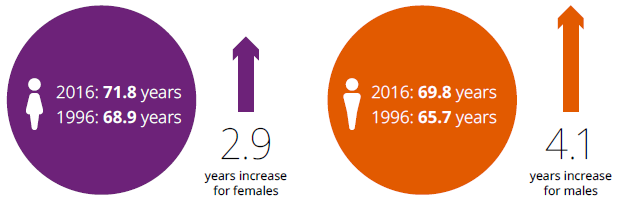 2016: 71.8 years
1996: 68.9 years
2.9
years increase
for females
2016: 69.8 years
1996: 65.7 years
4.1
years increase
for males